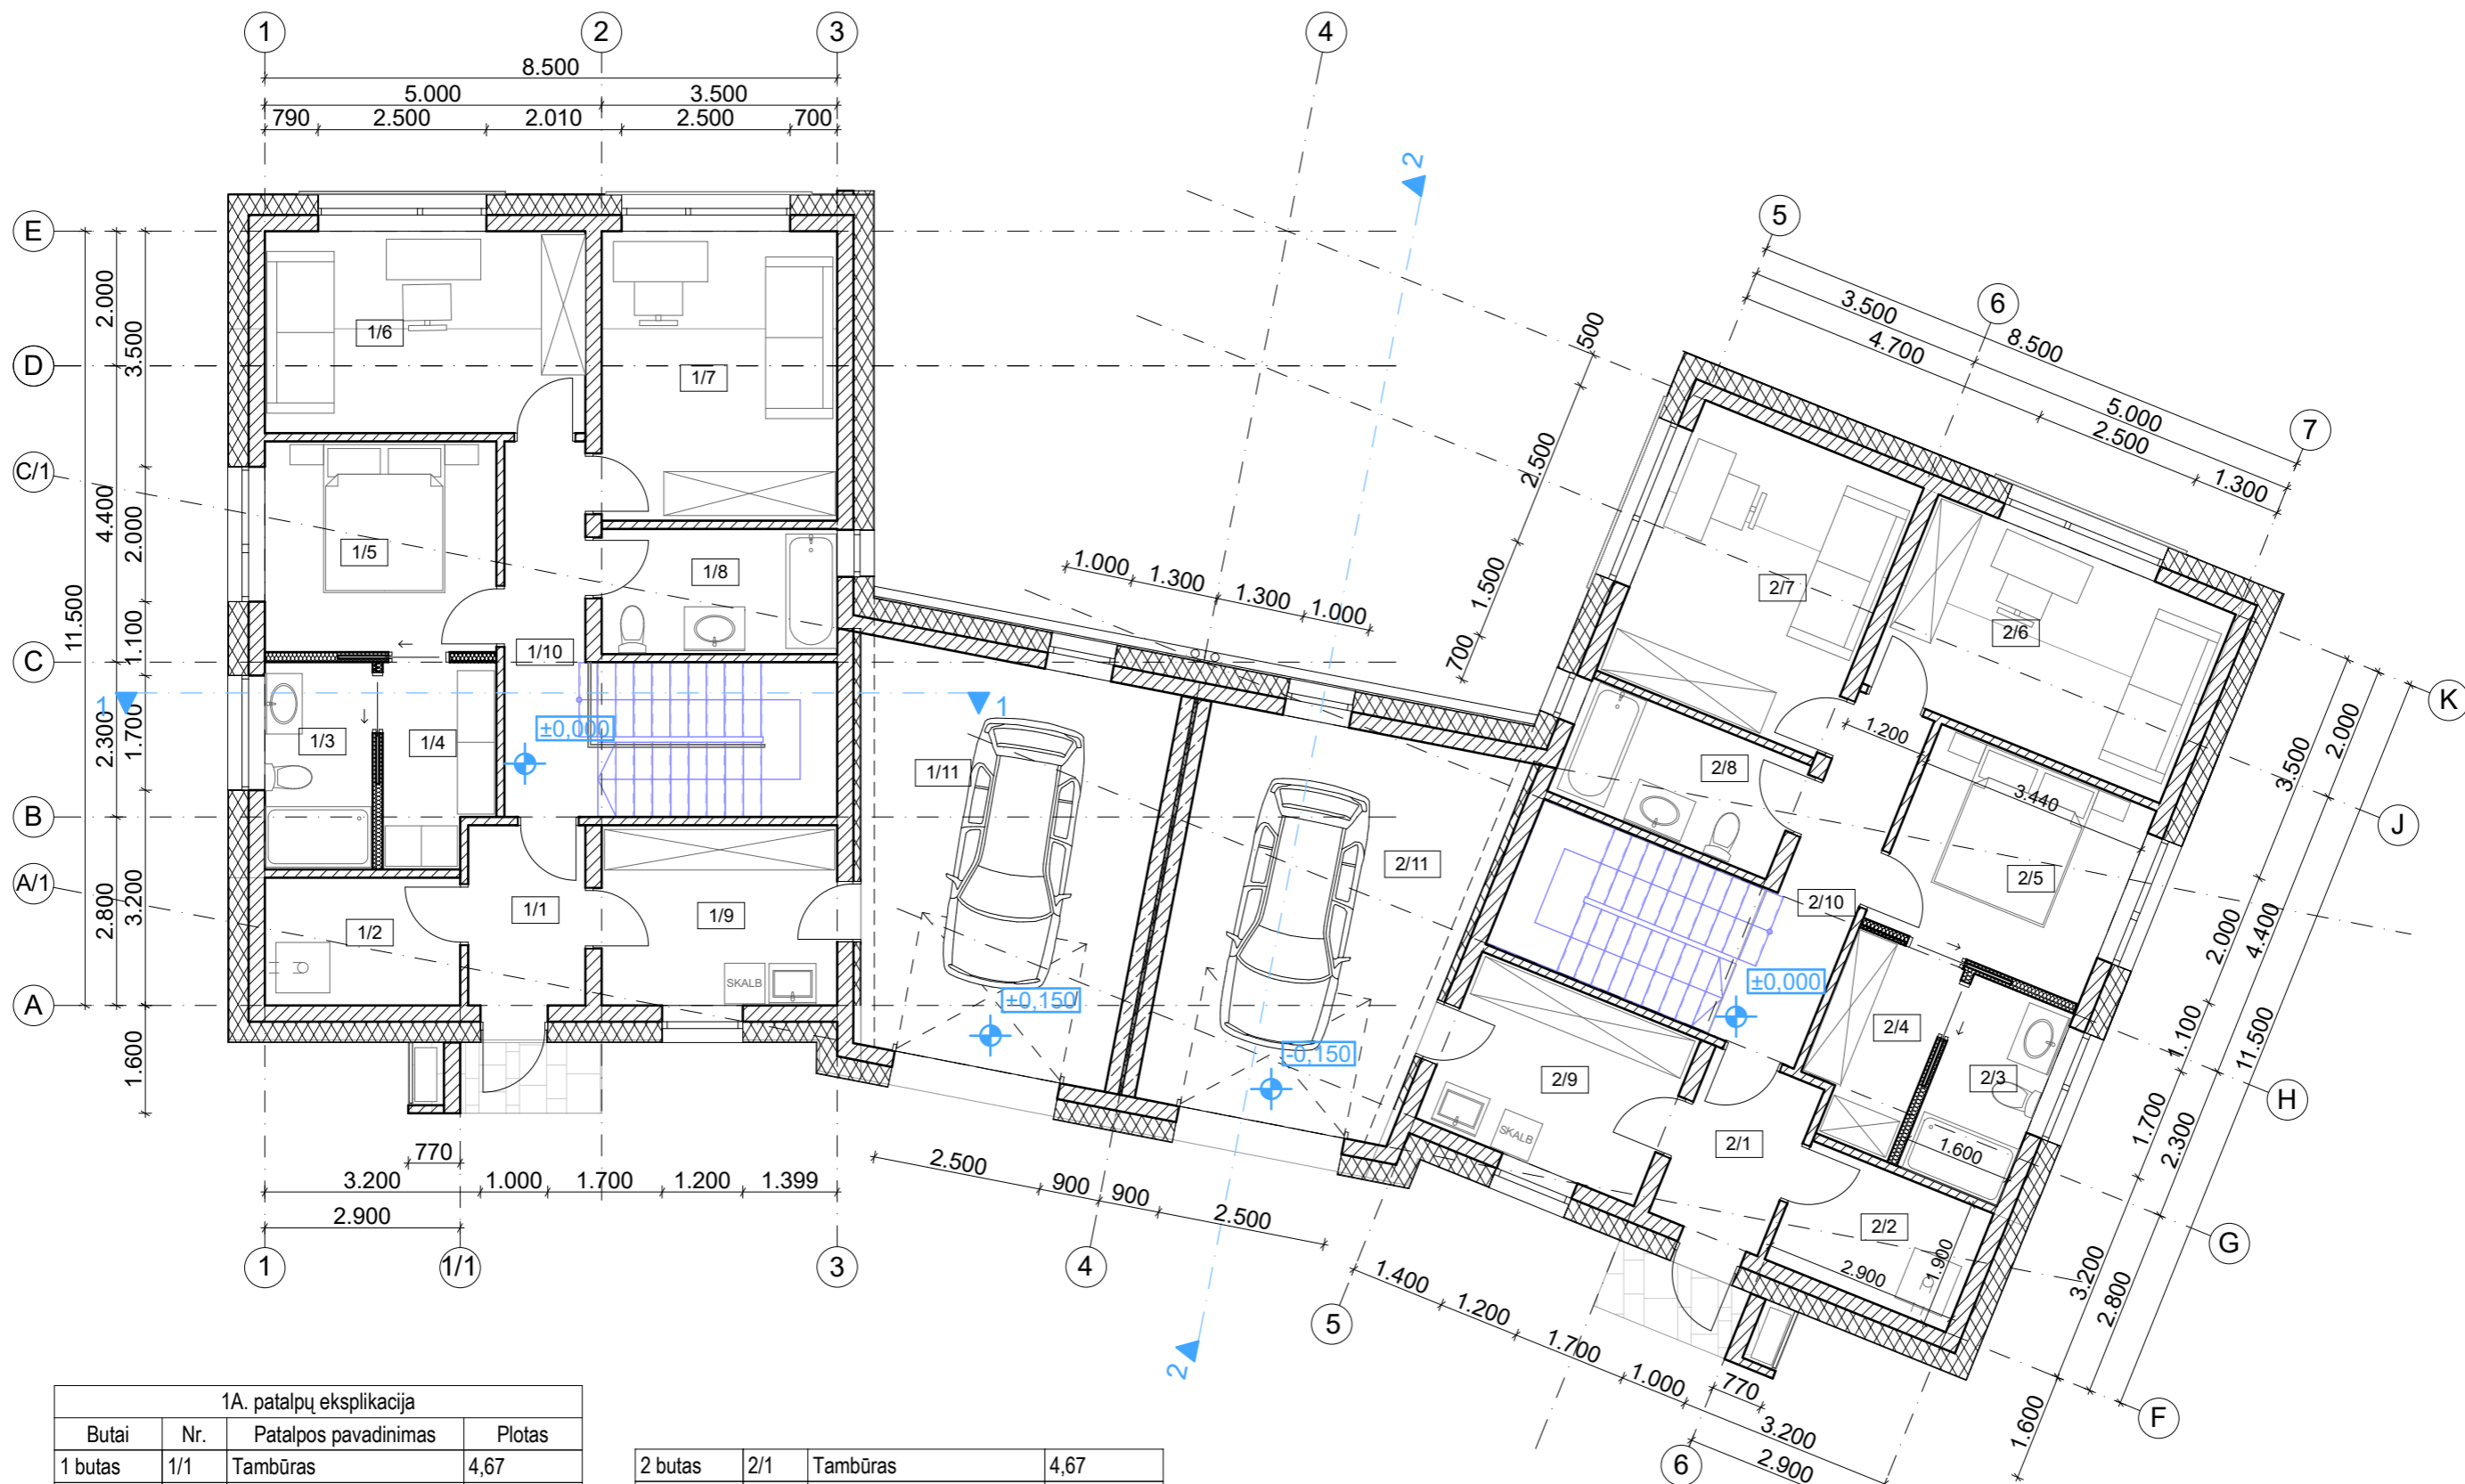 1 2 3 4
8.500
5.000 3.500
790 2.500 2.010 2.500 700
2
5
6
7
8.500
3.500 5.000
4.700 2.500 1.300
E
D
C/1
C
B
A/1
A
2.000
4.400
2.300
2.800
11.500
3.500
2.000
1.100
1.700
3.200
1.600
1/6
1/7
1/5
1/8
1/10
1/3
1/4
1/11
1/2
1/1
1/9
SKALB
1
1
±0,000
±0,150
1.000 1.300 1.300 1.000
500
2.500
1.500
700
2/7
2/6
1.200
3.440
2/8
2/5
2/11
2/10
±0,000
2/4
2/3
-0,150
2/9
SKALB
2/1
1.600
2/2
2.900
1.900
K
J
H
G
F
2.000
3.500
4.400
2.000
11.500
1.100
1.700
2.300
3.200
2.800
1.600
770
3.200 1.000 1.700 1.200 1.399
2.900
1 1/1 3 4
2.500 900 900 2.500
5
2
1.400 1.200 1.700 1.000
770
3.200
2.900
6
1A. patalpų eksplikacija
Butai Nr. Patalpos pavadinimas Plotas
1 butas 1/1 Tambūras 4,67
2 butas 2/1 Tambūras 4,67